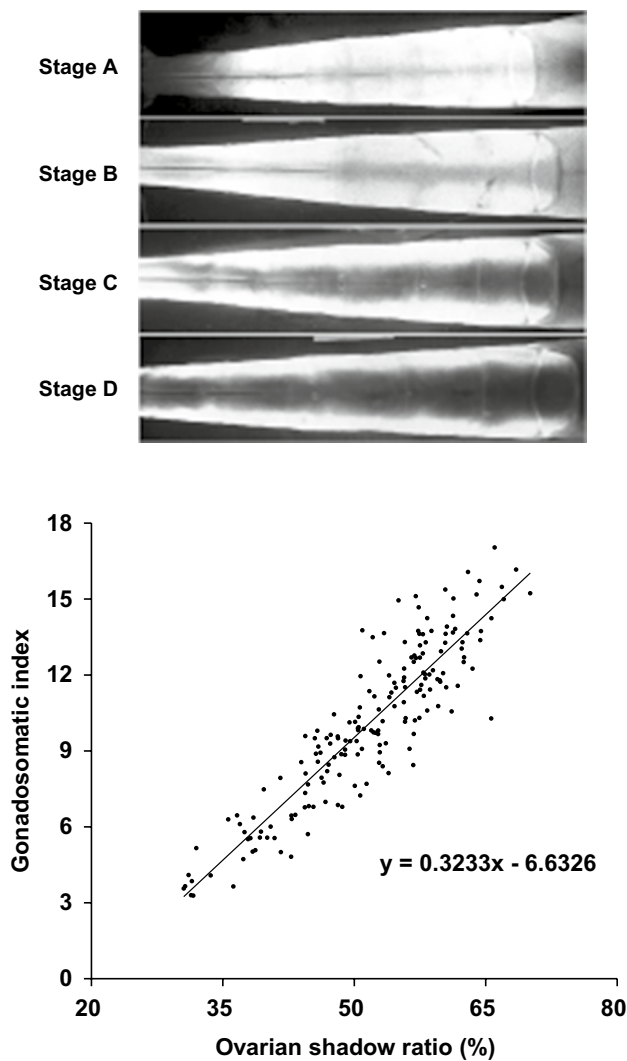 Stage A
Stage B
Stage C
Stage D
18
15
12
9
6
3
0
Gonadosomatic index
y = 0.3233x - 6.6326
20 35 50 65 80
Ovarian shadow ratio (%)